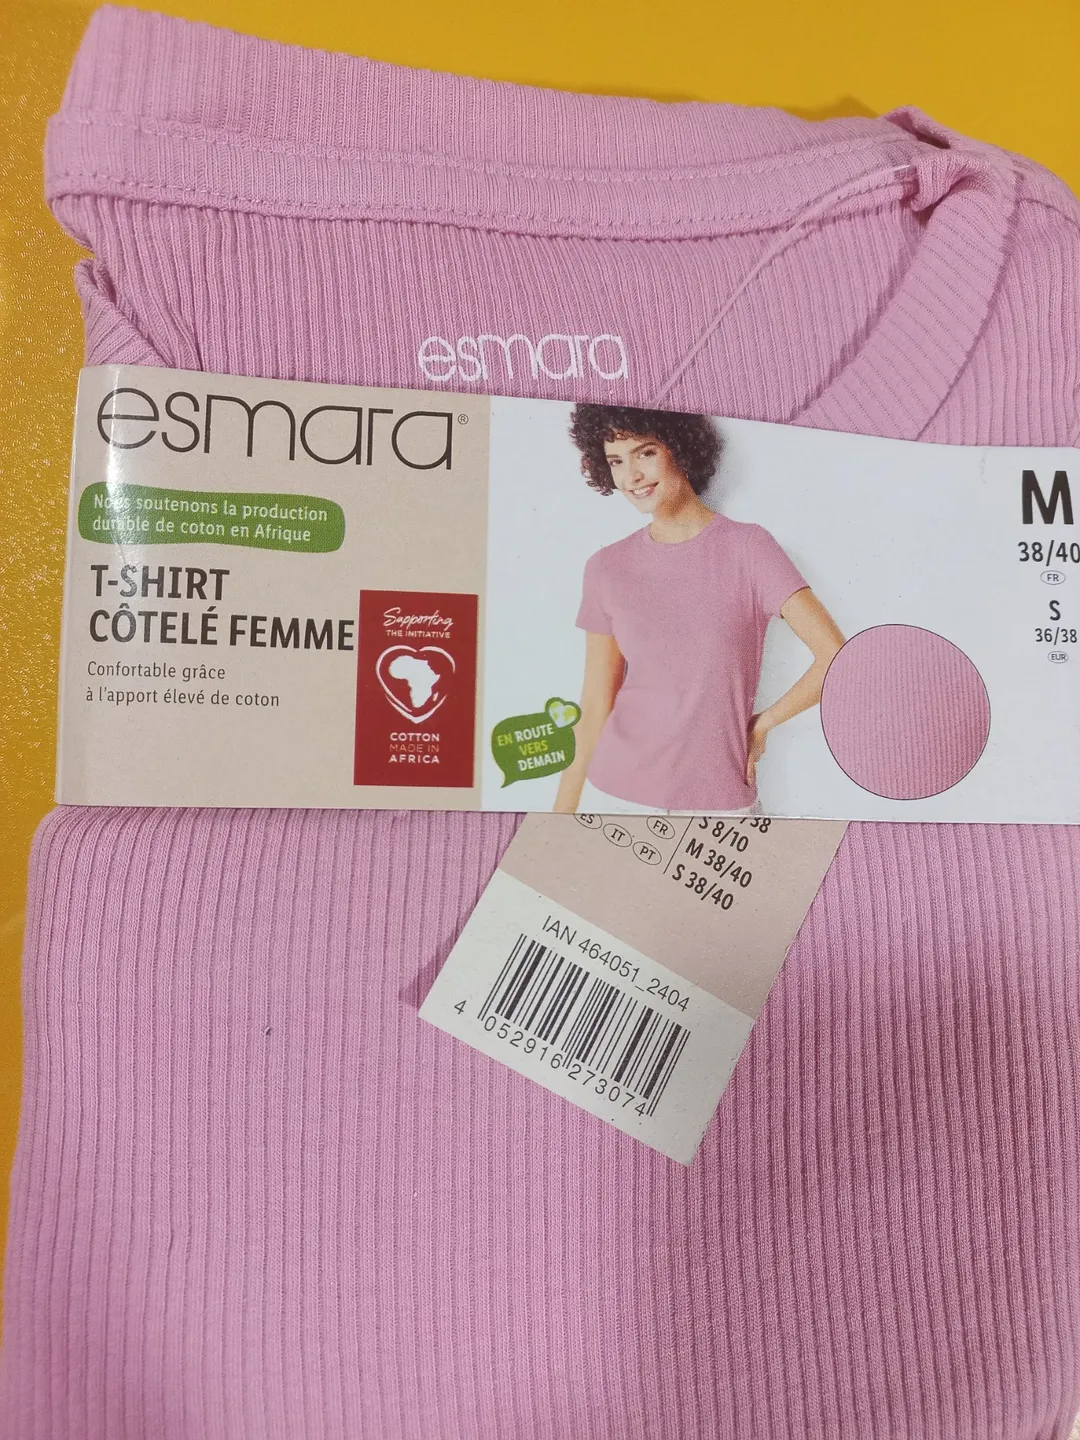 esmara
esmara®
Nous soutenons la production
durable de coton en Afrique
T-SHIRT
CÔTELÉ FEMME
Confortable grâce
à l'apport élevé de coton
Supporting
THE INITIATIVE
COTTON
MADE IN
AFRICA
EN ROUTE
VERS
DEMAIN
M
38/40
FR
S
36/38
EUR
ES
IT
PT
FR
/38
S 8/10
M 38/40
S 38/40
IAN 464051_2404
4 052916 273074